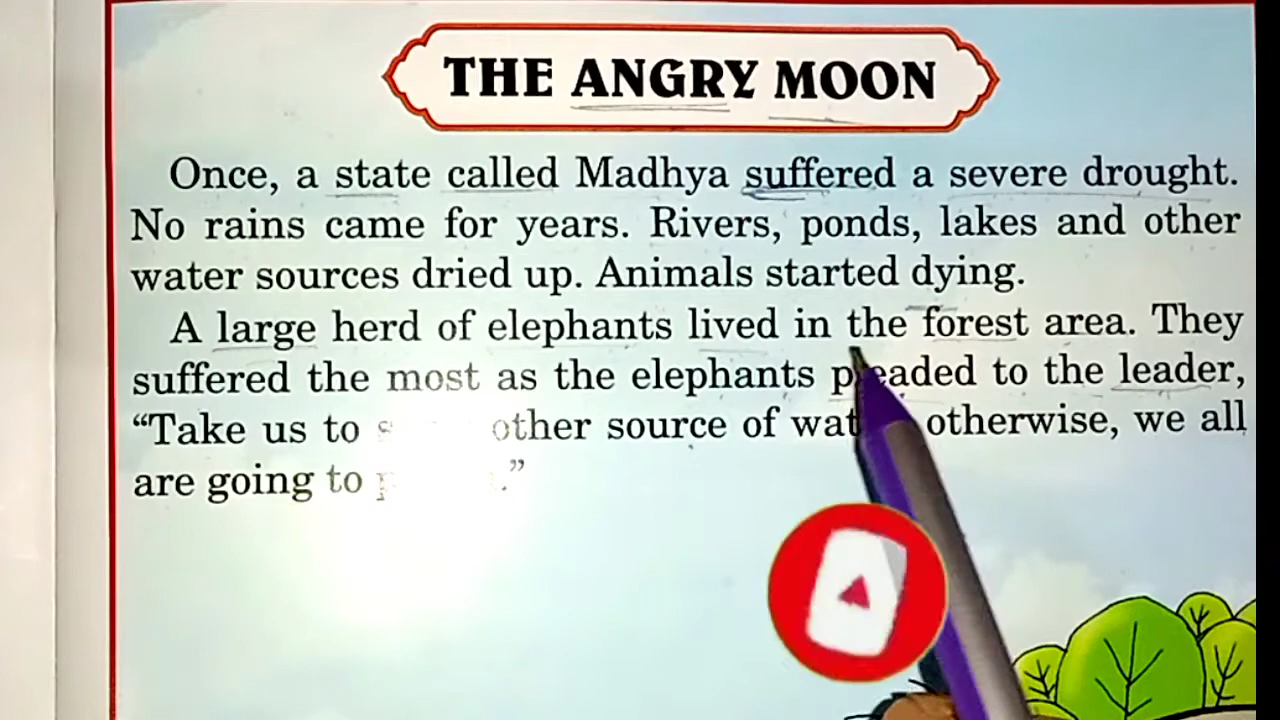 THE ANGRY MOON
Once, a state called Madhya suffered a severe drought.
No rains came for years. Rivers, ponds, lakes and other
water sources dried up. Animals started dying.
A large herd of elephants lived in the forest area. They
suffered the most as the elephants to the leader,
“Take us to other source of otherwise, we all
are going to .”